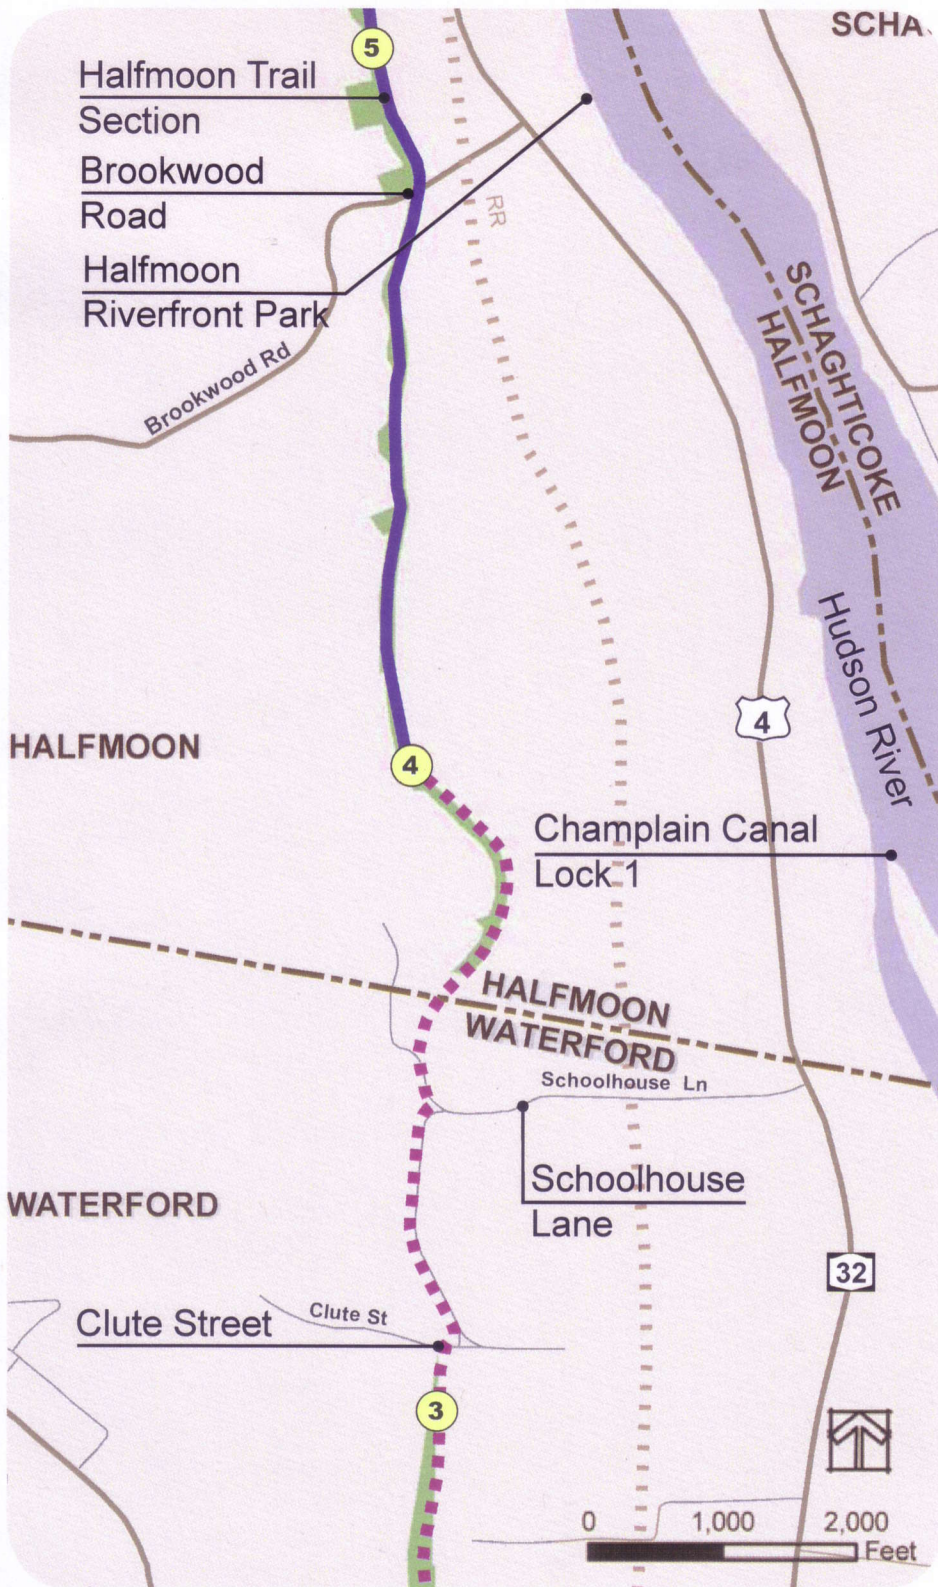 SCHA
5
Halfmoon Trail
Section
Brookwood
Road
RR
Halfmoon
Riverfront Park
SCHAGHTICOKE
HALFMOON
Brookwood Rd
Hudson River
4
HALFMOON
4
Champlain Canal
Lock 1
HALFMOON
WATERFORD
Schoolhouse Ln
Schoolhouse
Lane
WATERFORD
32
Clute St
Clute Street
3
0 1,000 2,000
Feet